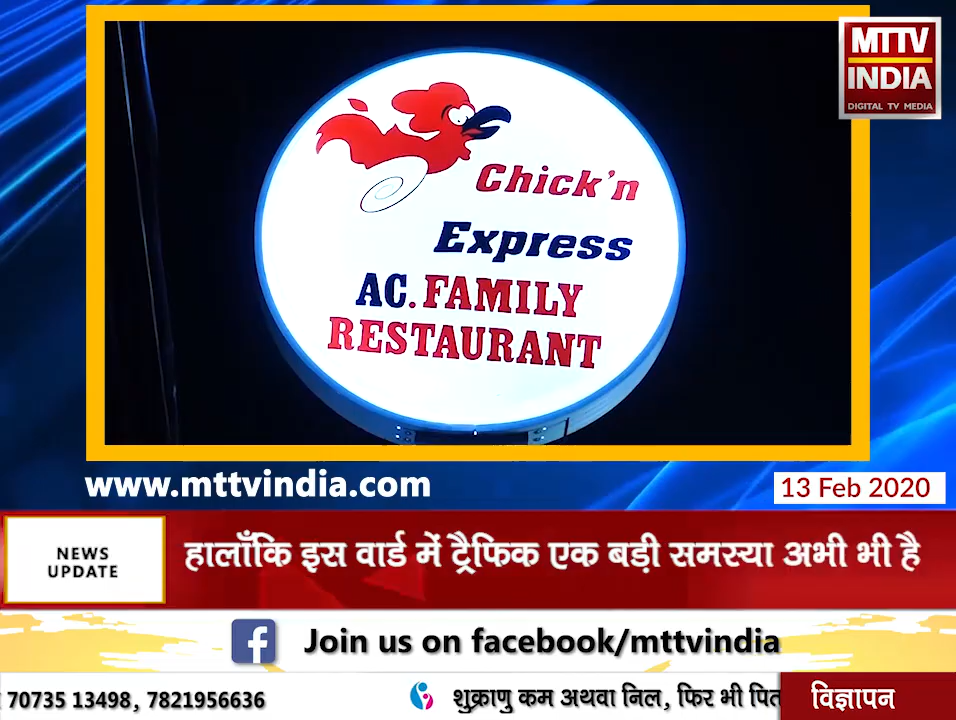 MTTV
INDIA
DIGITAL TV MEDIA
Chick'n
Express
AC. FAMILY
RESTAURANT
www.mttvindia.com
13 Feb 2020
NEWS
UPDATE
हालाँकि इस वार्ड में ट्रैफिक एक बड़ी समस्या अभी भी है
Join us on facebook/mttvindia
70735 13498, 7821956636
शुक्राणु कम अथवा निल, फिर भी पित
विज्ञापन